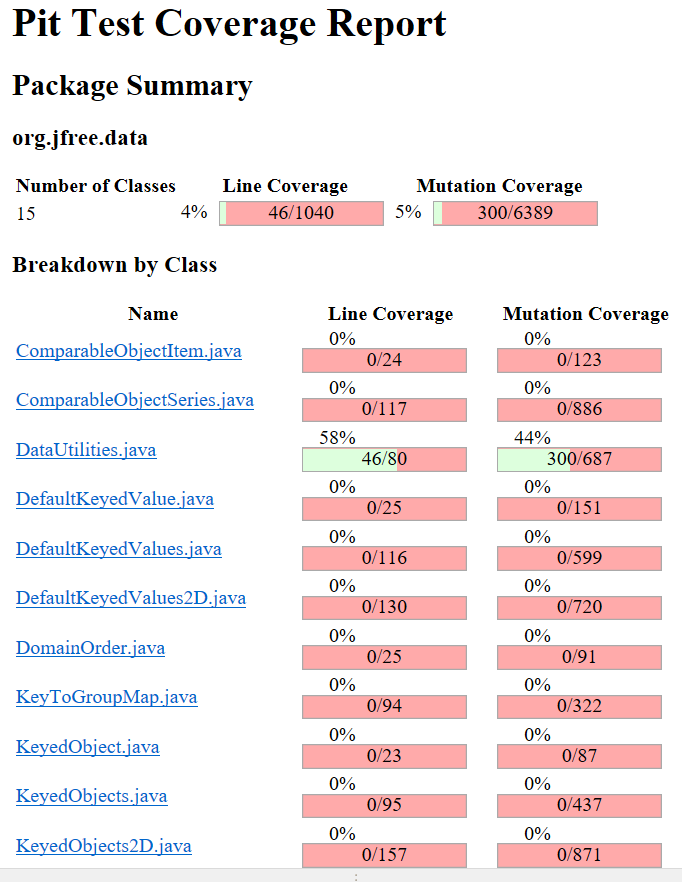 Pit Test Coverage Report
Package Summary
org.jfree.data
Number of Classes Line Coverage Mutation Coverage
15 4% 46/1040 5% 300/6389
Breakdown by Class
Name Line Coverage Mutation Coverage
ComparableObjectItem.java 0% 0/24 0% 0/123
ComparableObjectSeries.java 0% 0/117 0% 0/886
DataUtilities.java 58% 46/80 44% 300/687
DefaultKeyedValue.java 0% 0/25 0% 0/151
DefaultKeyedValues.java 0% 0/116 0% 0/599
DefaultKeyedValues2D.java 0% 0/130 0% 0/720
DomainOrder.java 0% 0/25 0% 0/91
KeyToGroupMap.java 0% 0/94 0% 0/322
KeyedObject.java 0% 0/23 0% 0/87
KeyedObjects.java 0% 0/95 0% 0/437
KeyedObjects2D.java 0% 0/157 0% 0/871